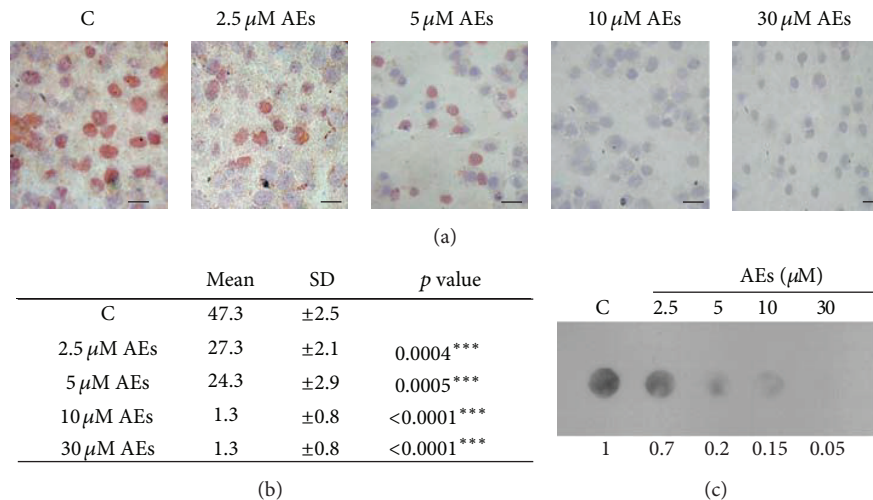 C 2.5 μM AEs 5 μM AEs 10 μM AEs 30 μM AEs
(a)
Mean SD p value
C 47.3 ±2.5
2.5 μM AEs 27.3 ±2.1 0.0004***
5 μM AEs 24.3 ±2.9 0.0005***
10 μM AEs 1.3 ±0.8 <0.0001***
30 μM AEs 1.3 ±0.8 <0.0001***
(b)
AEs (μM)
C 2.5 5 10 30
1 0.7 0.2 0.15 0.05
(c)